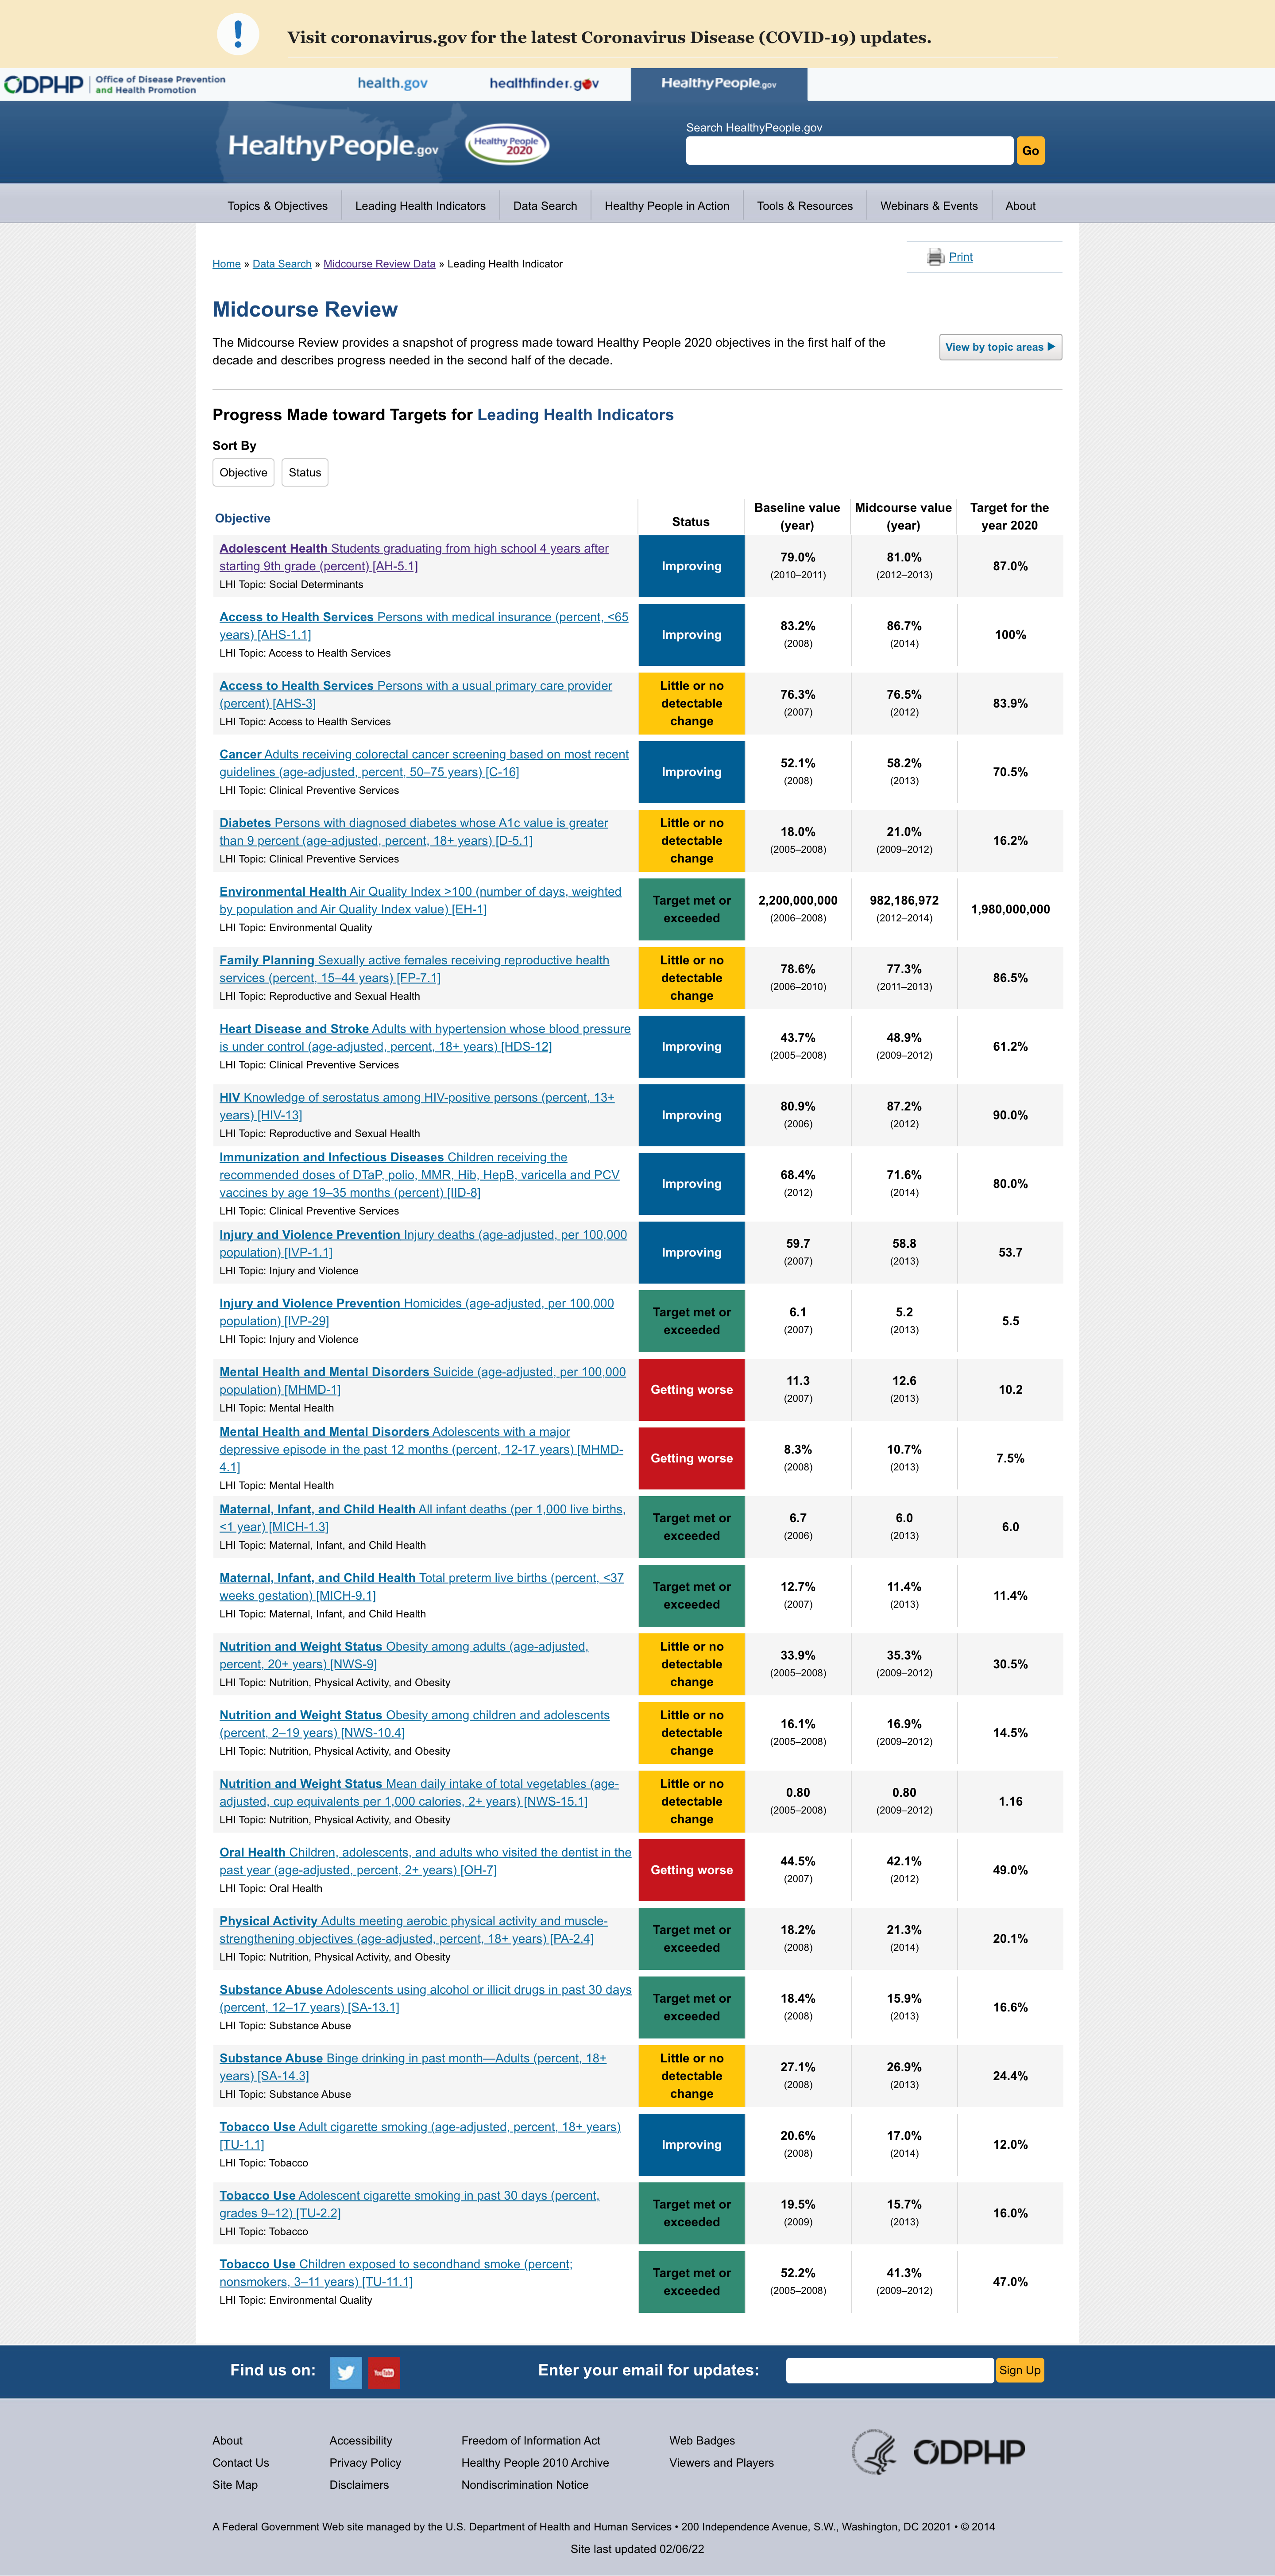 !
Visit coronavirus.gov for the latest Coronavirus Disease (COVID-19) updates.
ODPHP Office of Disease Prevention
and Health Promotion
health.gov
healthfinder.gov
HealthyPeople.gov
HealthyPeople.gov
Healthy People
2020
Search HealthyPeople.gov
Go
Topics & Objectives
Leading Health Indicators
Data Search
Healthy People in Action
Tools & Resources
Webinars & Events
About
Home » Data Search » Midcourse Review Data » Leading Health Indicator
Print
Midcourse Review
The Midcourse Review provides a snapshot of progress made toward Healthy People 2020 objectives in the first half of the
decade and describes progress needed in the second half of the decade.
View by topic areas ▶
Progress Made toward Targets for Leading Health Indicators
Sort By
Objective
Status
Objective
Status
Baseline value
(year)
Midcourse value
(year)
Target for the
year 2020
Adolescent Health Students graduating from high school 4 years after
starting 9th grade (percent) [AH-5.1]
LHI Topic: Social Determinants
Improving
79.0%
(2010–2011)
81.0%
(2012–2013)
87.0%
Access to Health Services Persons with medical insurance (percent, <65
years) [AHS-1.1]
LHI Topic: Access to Health Services
Improving
83.2%
(2008)
86.7%
(2014)
100%
Access to Health Services Persons with a usual primary care provider
(percent) [AHS-3]
LHI Topic: Access to Health Services
Little or no
detectable
change
76.3%
(2007)
76.5%
(2012)
83.9%
Cancer Adults receiving colorectal cancer screening based on most recent
guidelines (age-adjusted, percent, 50–75 years) [C-16]
LHI Topic: Clinical Preventive Services
Improving
52.1%
(2008)
58.2%
(2013)
70.5%
Diabetes Persons with diagnosed diabetes whose A1c value is greater
than 9 percent (age-adjusted, percent, 18+ years) [D-5.1]
LHI Topic: Clinical Preventive Services
Little or no
detectable
change
18.0%
(2005–2008)
21.0%
(2009–2012)
16.2%
Environmental Health Air Quality Index >100 (number of days, weighted
by population and Air Quality Index value) [EH-1]
LHI Topic: Environmental Quality
Target met or
exceeded
2,200,000,000
(2006–2008)
982,186,972
(2012–2014)
1,980,000,000
Family Planning Sexually active females receiving reproductive health
services (percent, 15–44 years) [FP-7.1]
LHI Topic: Reproductive and Sexual Health
Little or no
detectable
change
78.6%
(2006–2010)
77.3%
(2011–2013)
86.5%
Heart Disease and Stroke Adults with hypertension whose blood pressure
is under control (age-adjusted, percent, 18+ years) [HDS-12]
LHI Topic: Clinical Preventive Services
Improving
43.7%
(2005–2008)
48.9%
(2009–2012)
61.2%
HIV Knowledge of serostatus among HIV-positive persons (percent, 13+
years) [HIV-13]
LHI Topic: Reproductive and Sexual Health
Improving
80.9%
(2006)
87.2%
(2012)
90.0%
Immunization and Infectious Diseases Children receiving the
recommended doses of DTaP, polio, MMR, Hib, HepB, varicella and PCV
vaccines by age 19–35 months (percent) [IID-8]
LHI Topic: Clinical Preventive Services
Improving
68.4%
(2012)
71.6%
(2014)
80.0%
Injury and Violence Prevention Injury deaths (age-adjusted, per 100,000
population) [IVP-1.1]
LHI Topic: Injury and Violence
Improving
59.7
(2007)
58.8
(2013)
53.7
Injury and Violence Prevention Homicides (age-adjusted, per 100,000
population) [IVP-29]
LHI Topic: Injury and Violence
Target met or
exceeded
6.1
(2007)
5.2
(2013)
5.5
Mental Health and Mental Disorders Suicide (age-adjusted, per 100,000
population) [MHMD-1]
LHI Topic: Mental Health
Getting worse
11.3
(2007)
12.6
(2013)
10.2
Mental Health and Mental Disorders Adolescents with a major
depressive episode in the past 12 months (percent, 12-17 years) [MHMD-
4.1]
LHI Topic: Mental Health
Getting worse
8.3%
(2008)
10.7%
(2013)
7.5%
Maternal, Infant, and Child Health All infant deaths (per 1,000 live births,
<1 year) [MICH-1.3]
LHI Topic: Maternal, Infant, and Child Health
Target met or
exceeded
6.7
(2006)
6.0
(2013)
6.0
Maternal, Infant, and Child Health Total preterm live births (percent, <37
weeks gestation) [MICH-9.1]
LHI Topic: Maternal, Infant, and Child Health
Target met or
exceeded
12.7%
(2007)
11.4%
(2013)
11.4%
Nutrition and Weight Status Obesity among adults (age-adjusted,
percent, 20+ years) [NWS-9]
LHI Topic: Nutrition, Physical Activity, and Obesity
Little or no
detectable
change
33.9%
(2005–2008)
35.3%
(2009–2012)
30.5%
Nutrition and Weight Status Obesity among children and adolescents
(percent, 2–19 years) [NWS-10.4]
LHI Topic: Nutrition, Physical Activity, and Obesity
Little or no
detectable
change
16.1%
(2005–2008)
16.9%
(2009–2012)
14.5%
Nutrition and Weight Status Mean daily intake of total vegetables (age-
adjusted, cup equivalents per 1,000 calories, 2+ years) [NWS-15.1]
LHI Topic: Nutrition, Physical Activity, and Obesity
Little or no
detectable
change
0.80
(2005–2008)
0.80
(2009–2012)
1.16
Oral Health Children, adolescents, and adults who visited the dentist in the
past year (age-adjusted, percent, 2+ years) [OH-7]
LHI Topic: Oral Health
Getting worse
44.5%
(2007)
42.1%
(2012)
49.0%
Physical Activity Adults meeting aerobic physical activity and muscle-
strengthening objectives (age-adjusted, percent, 18+ years) [PA-2.4]
LHI Topic: Nutrition, Physical Activity, and Obesity
Target met or
exceeded
18.2%
(2008)
21.3%
(2014)
20.1%
Substance Abuse Adolescents using alcohol or illicit drugs in past 30 days
(percent, 12–17 years) [SA-13.1]
LHI Topic: Substance Abuse
Target met or
exceeded
18.4%
(2008)
15.9%
(2013)
16.6%
Substance Abuse Binge drinking in past month—Adults (percent, 18+
years) [SA-14.3]
LHI Topic: Substance Abuse
Little or no
detectable
change
27.1%
(2008)
26.9%
(2013)
24.4%
Tobacco Use Adult cigarette smoking (age-adjusted, percent, 18+ years)
[TU-1.1]
LHI Topic: Tobacco
Improving
20.6%
(2008)
17.0%
(2014)
12.0%
Tobacco Use Adolescent cigarette smoking in past 30 days (percent,
grades 9–12) [TU-2.2]
LHI Topic: Tobacco
Target met or
exceeded
19.5%
(2009)
15.7%
(2013)
16.0%
Tobacco Use Children exposed to secondhand smoke (percent;
nonsmokers, 3–11 years) [TU-11.1]
LHI Topic: Environmental Quality
Target met or
exceeded
52.2%
(2005–2008)
41.3%
(2009–2012)
47.0%
Find us on:
YouTube
Enter your email for updates:
Sign Up
About
Accessibility
Freedom of Information Act
Web Badges
Contact Us
Privacy Policy
Healthy People 2010 Archive
Viewers and Players
Site Map
Disclaimers
Nondiscrimination Notice
ODPHP
A Federal Government Web site managed by the U.S. Department of Health and Human Services • 200 Independence Avenue, S.W., Washington, DC 20201 • © 2014
Site last updated 02/06/22